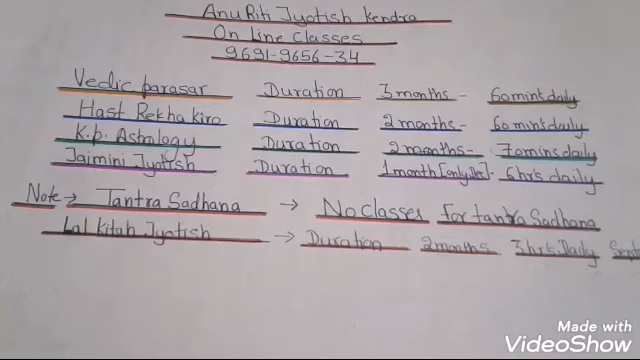 Anu Riti Jyotish Kendra
On Line Classes
9691-9656-34
Vedic parasar Duration 3 months - 60 mint daily
Hast Rekha kiro Duration 2 months - 60 mints daily
K.p. Astrology Duration 2 months - 70 mins daily
Jaimini Jyotish Duration 1 month [only Dec]. 6 hrs daily
Note → Tantra Sadhana → No classes for tantra Sadhana
Lal kitab Jyotish → Duration 2 months 3 hrs Daily
Made with
VideoShow